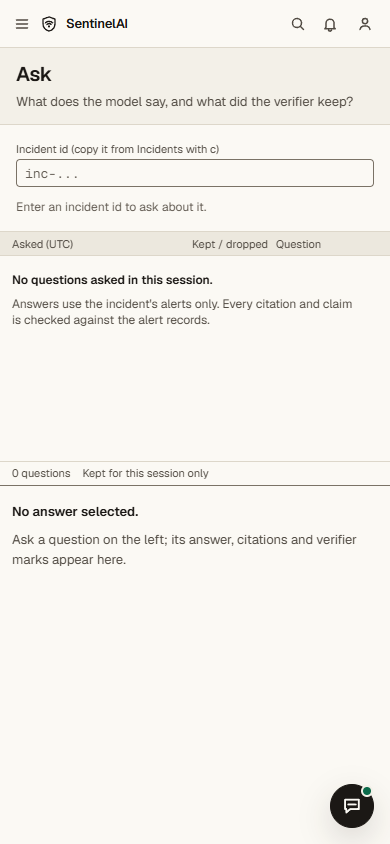 SentinelAI
Ask
What does the model say, and what did the verifier keep?
Incident id (copy it from Incidents with c)
inc-...
Enter an incident id to ask about it.
Asked (UTC) Kept / dropped Question
No questions asked in this session.
Answers use the incident's alerts only. Every citation and claim
is checked against the alert records.
0 questions Kept for this session only
No answer selected.
Ask a question on the left; its answer, citations and verifier
marks appear here.